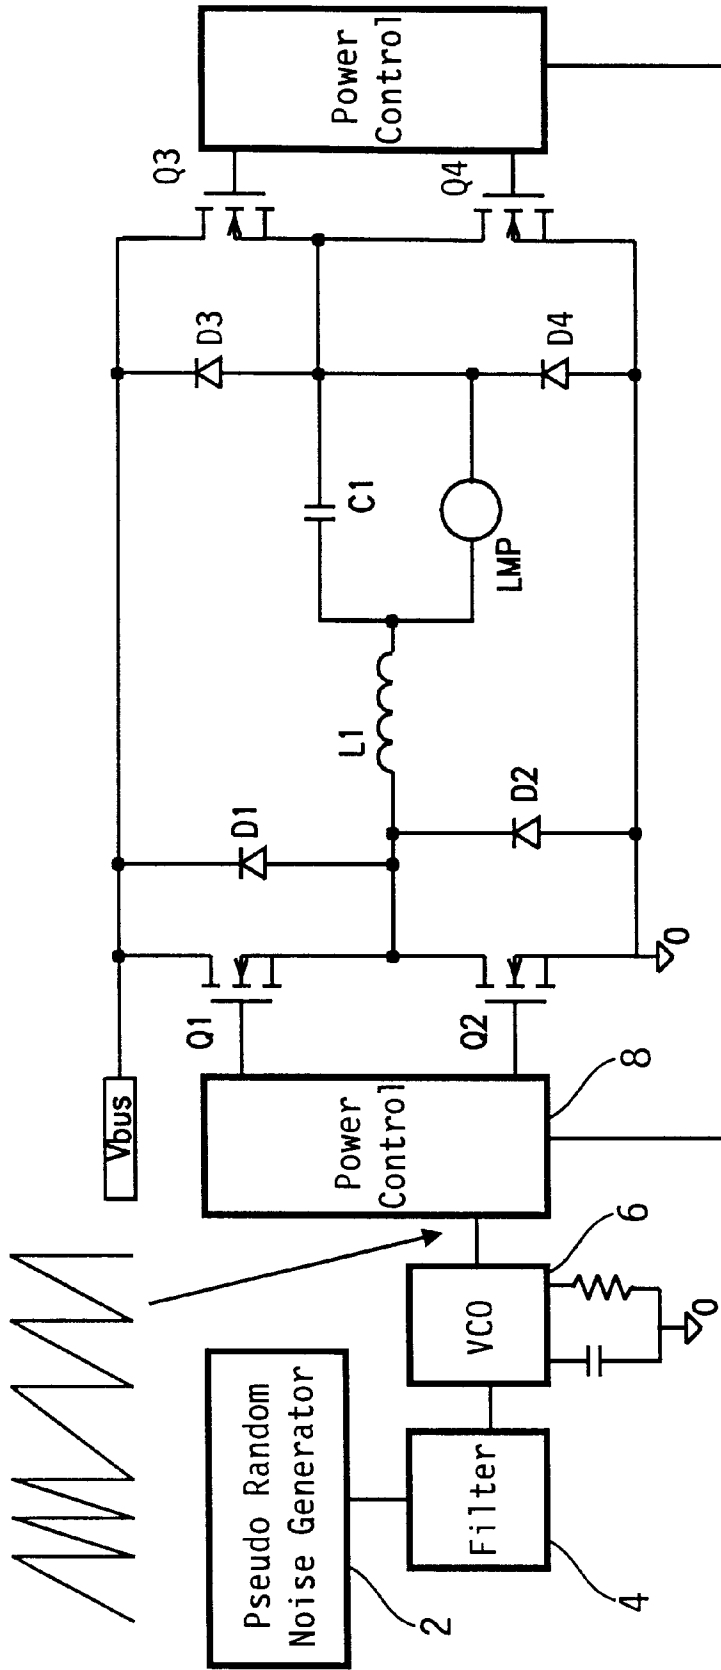 Vbus
Pseudo Random
Noise Generator
2
Filter
4
VCO
6
0
Power
Control
8
Q1
Q2
0
D1
D2
L1
C1
LMP
D3
D4
Q3
Q4
Power
Control